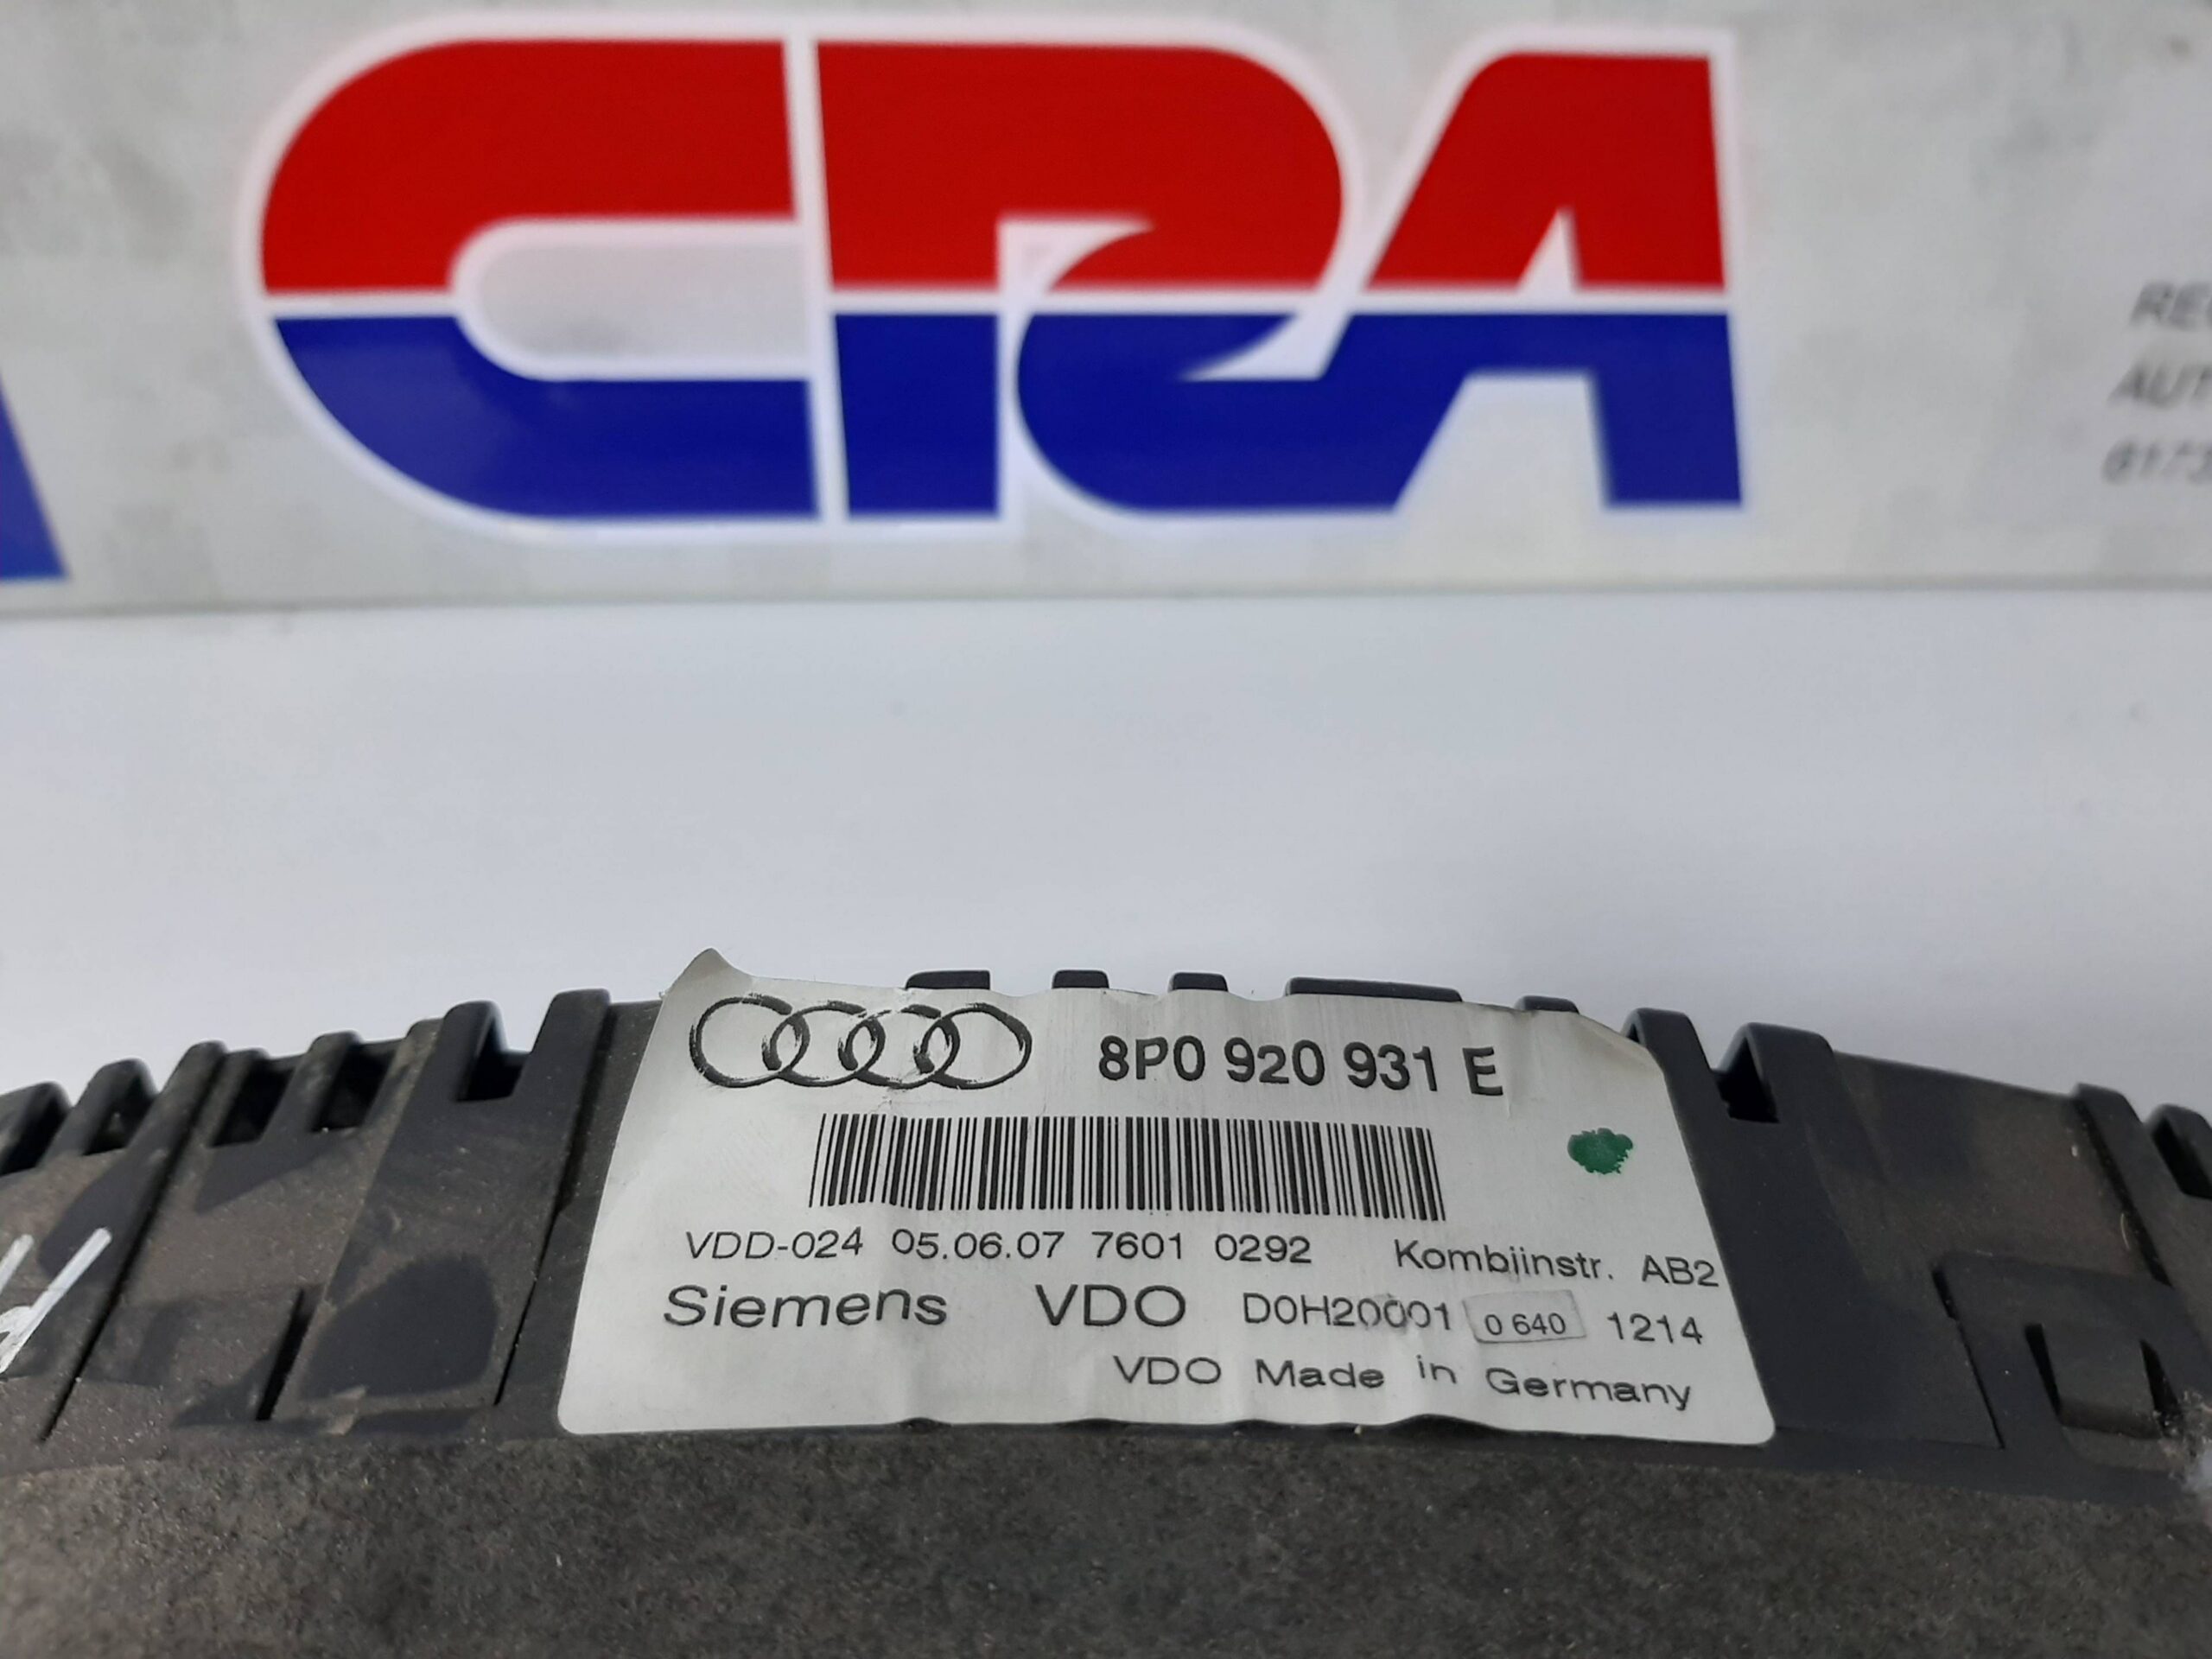 CRA
8P0 920 931 E
VDD-024 05.06.07 7601 0292 Kombiinstr. AB2
Siemens VDO D0H20001 0 640 1214
VDO Made in Germany